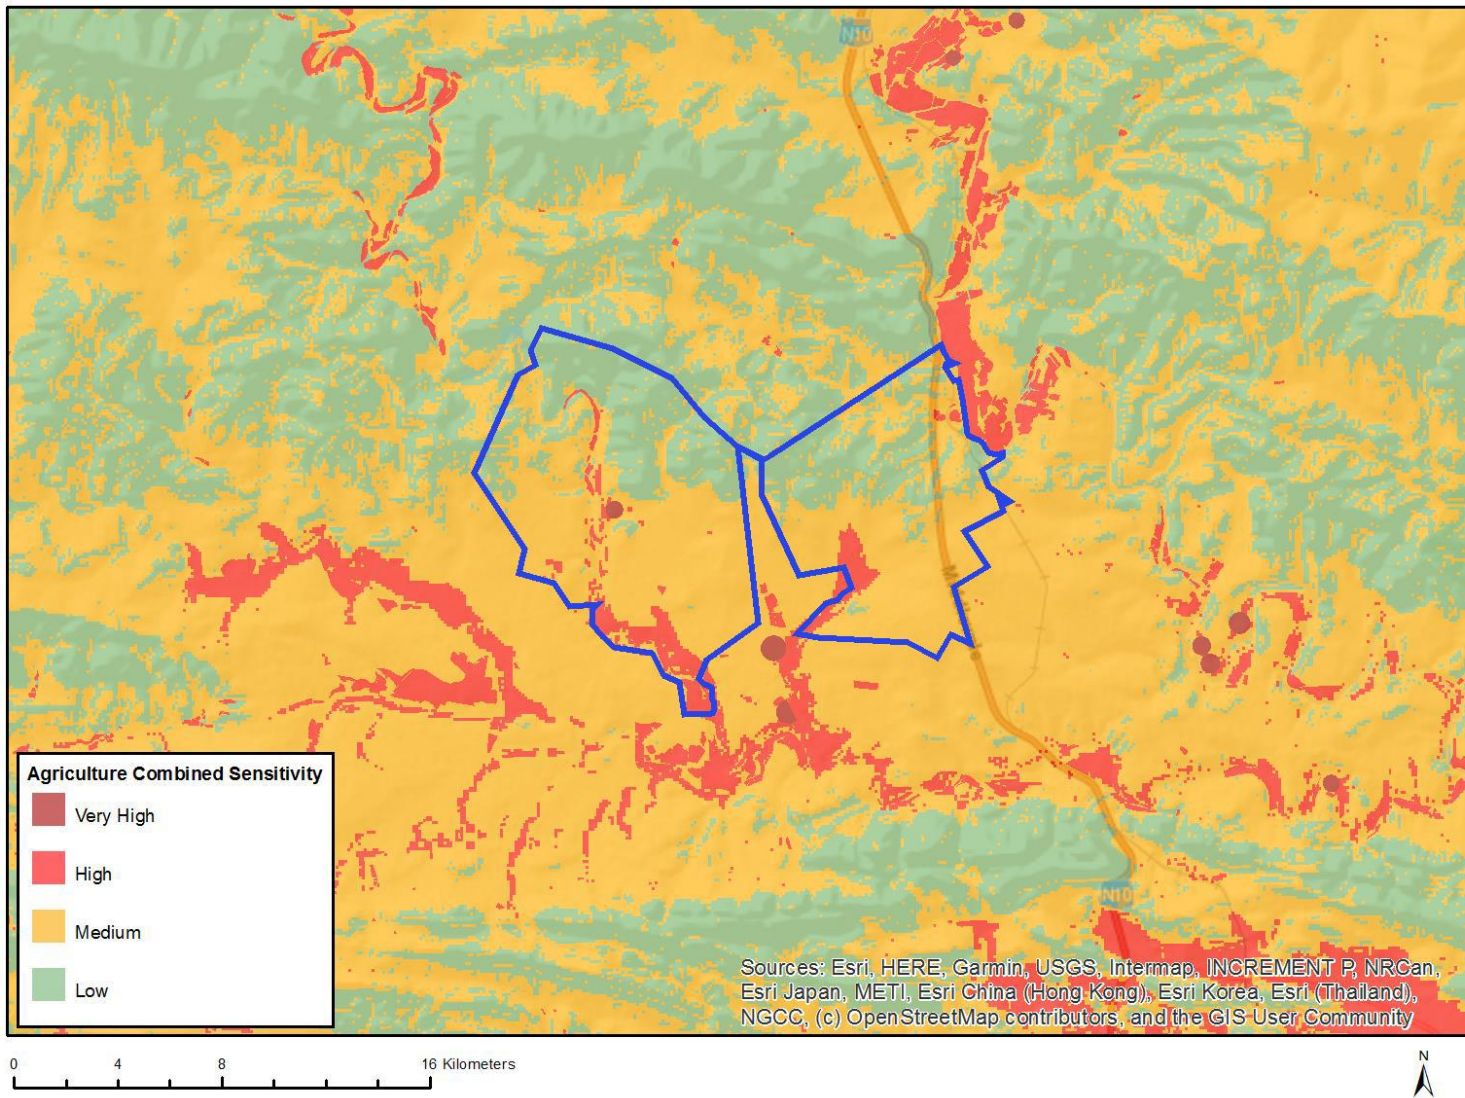 N10
Agriculture Combined Sensitivity
Very High
High
Medium
Low
N10
Sources: Esri, HERE, Garmin, USGS, Intermap, INCREMENT P, NRCan,
Esri Japan, METI, Esri China (Hong Kong), Esri Korea, Esri (Thailand),
NGCC, (c) OpenStreetMap contributors, and the GIS User Community
0 4 8 16 Kilometers
N